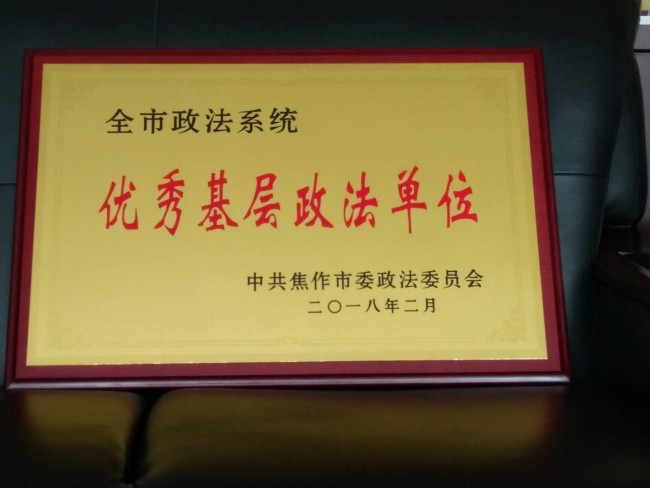 全市政法系统
优秀基层政法单位
中共焦作市委政法委员会
二〇一八年二月